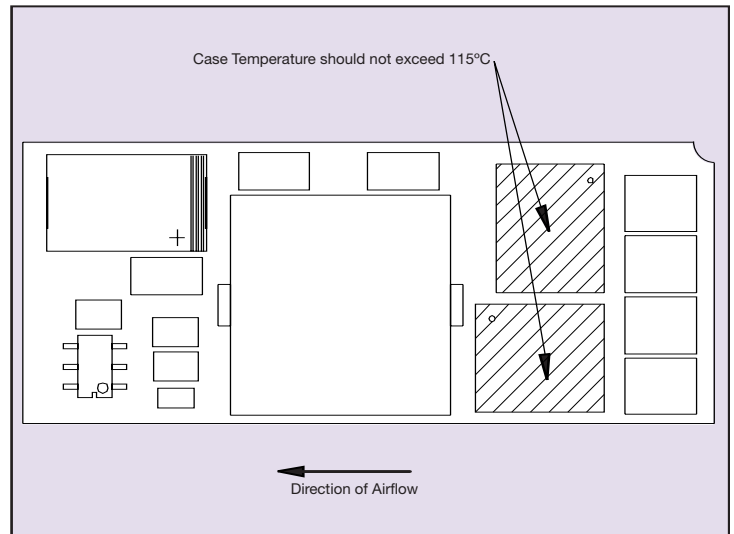 Case Temperature should not exceed 115ºC
Direction of Airflow